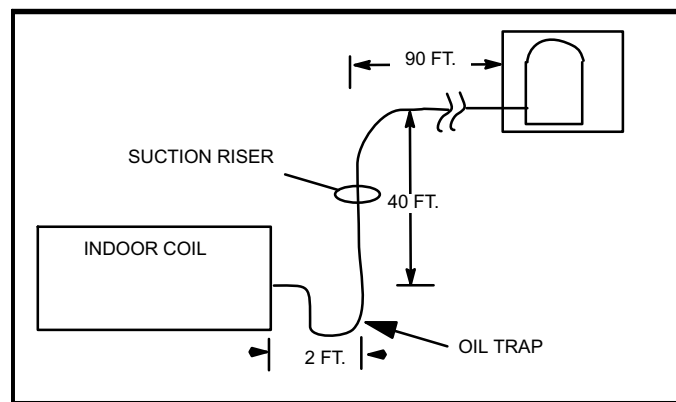 90 FT.
SUCTION RISER
40 FT.
INDOOR COIL
OIL TRAP
2 FT.